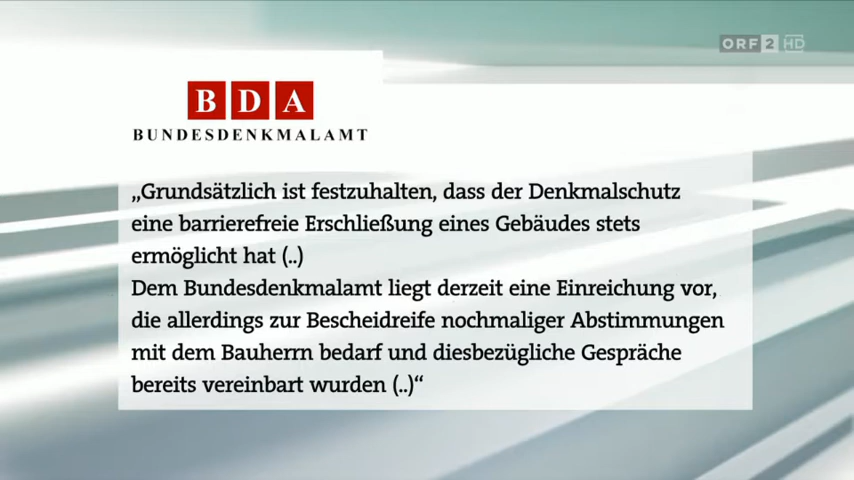 ORF 2 HD
BDA
BUNDESDENKMALAMT
„Grundsätzlich ist festzuhalten, dass der Denkmalschutz
eine barrierefreie Erschließung eines Gebäudes stets
ermöglicht hat (..)
Dem Bundesdenkmalamt liegt derzeit eine Einreichung vor,
die allerdings zur Bescheidreife nochmaliger Abstimmungen
mit dem Bauherrn bedarf und diesbezügliche Gespräche
bereits vereinbart wurden (..)“